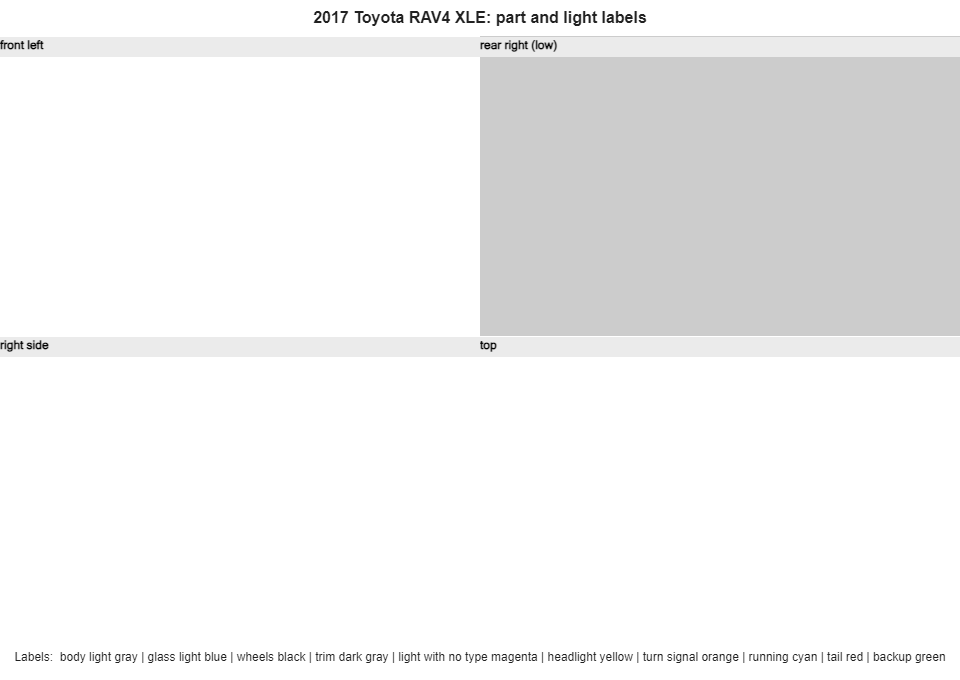 2017 Toyota RAV4 XLE: part and light labels
front left
rear right (low)
right side
top
Labels:  body light gray | glass light blue | wheels black | trim dark gray | light with no type magenta | headlight yellow | turn signal orange | running cyan | tail red | backup green